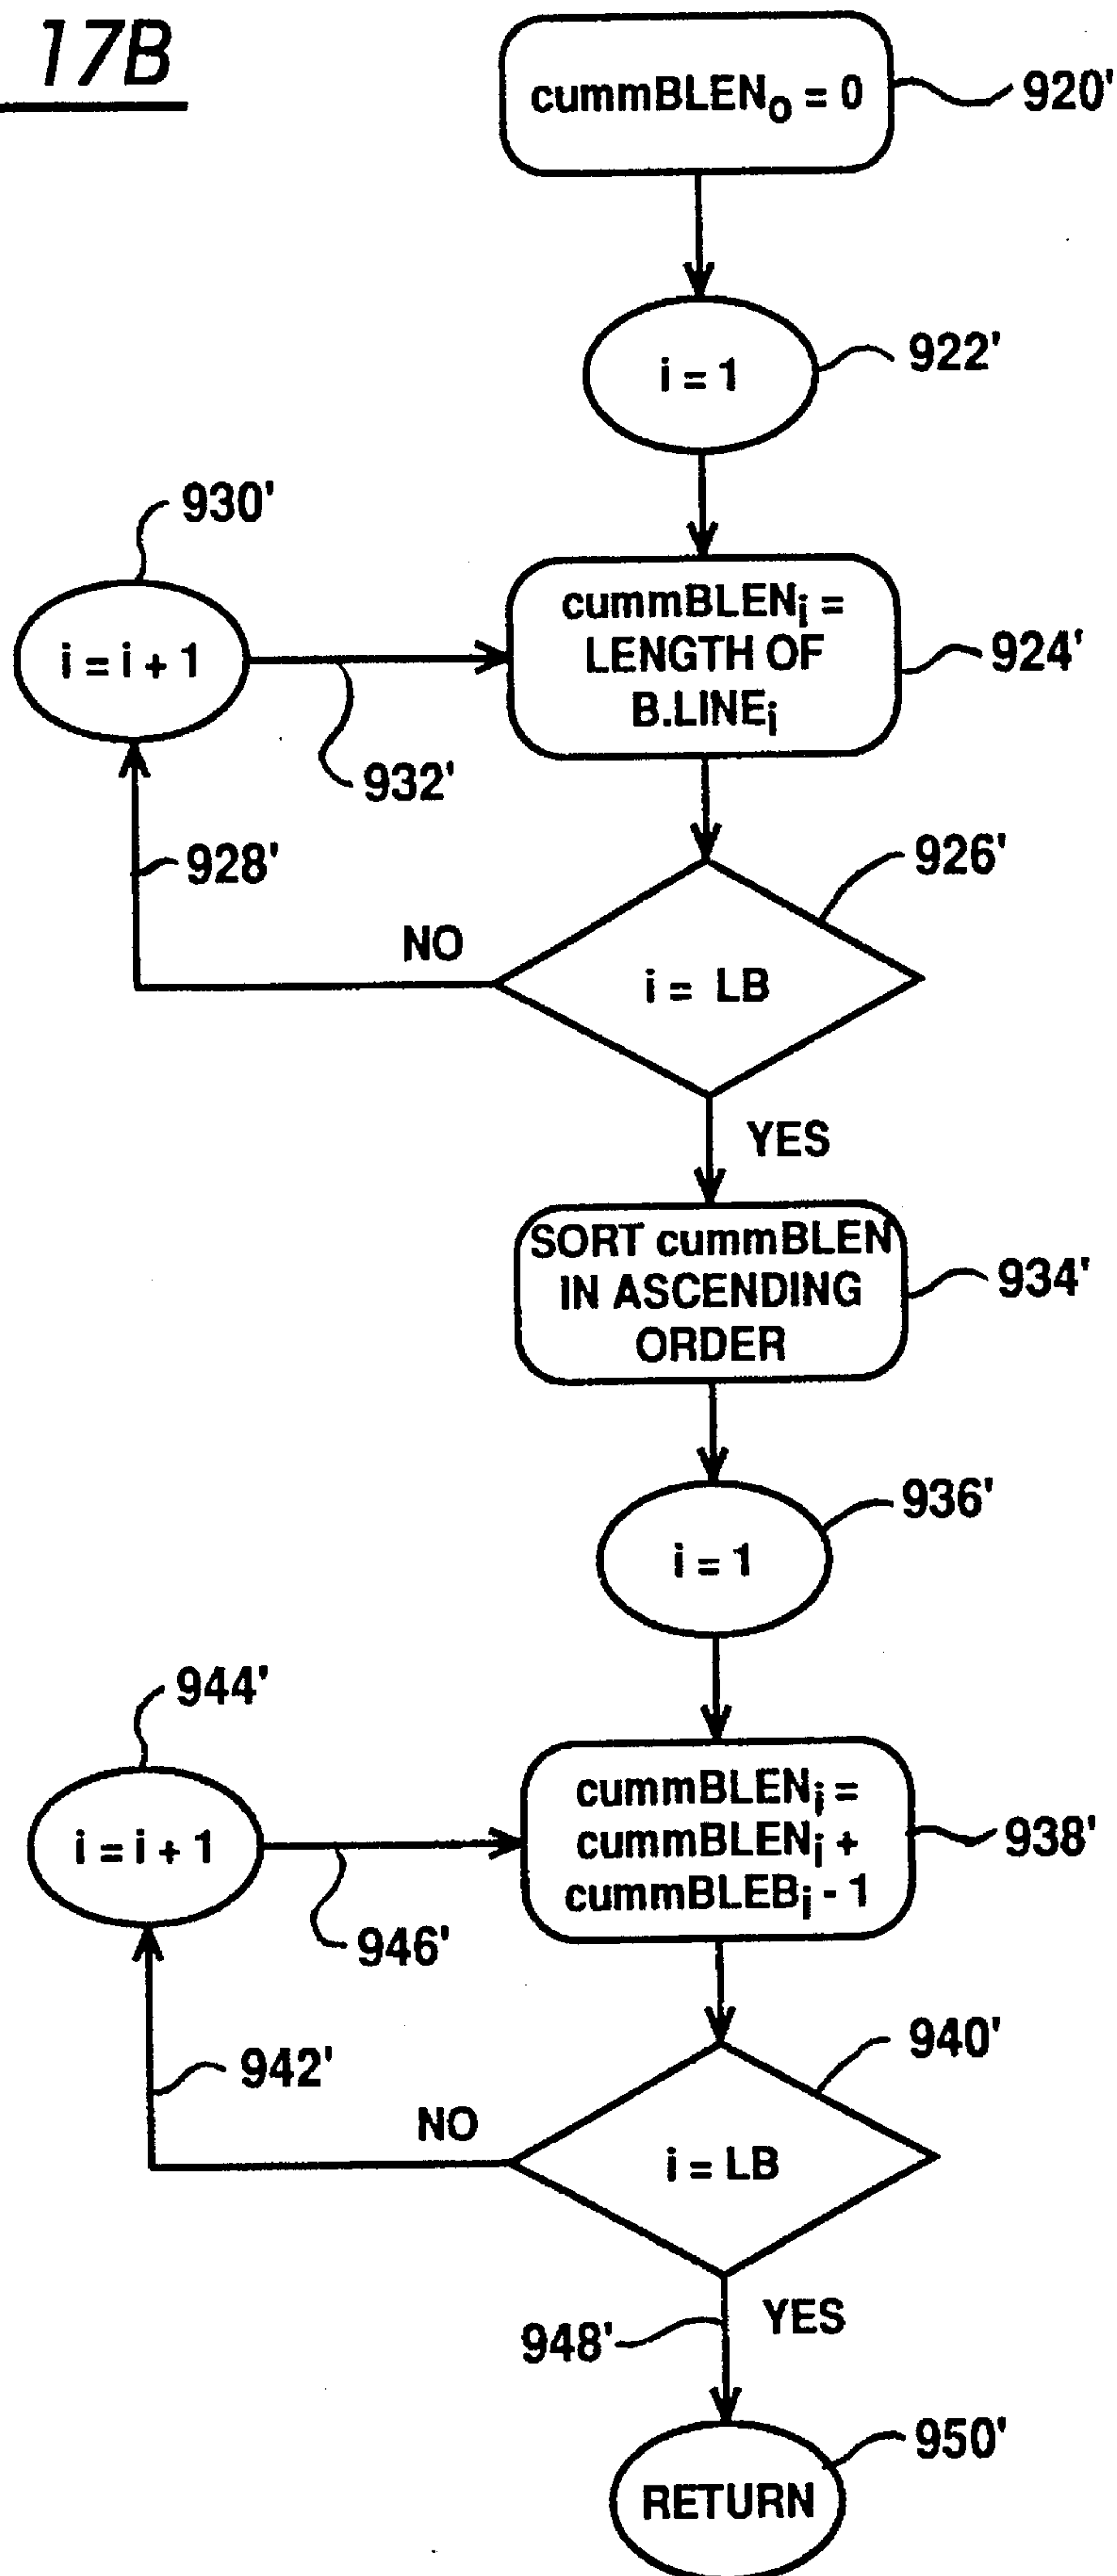 17B
cummBLENo = 0
920'
i = 1
922'
930'
i = i + 1
cummBLENi =
LENGTH OF
B.LINEi
924'
932'
928'
926'
NO
i = LB
YES
SORT cummBLEN
IN ASCENDING
ORDER
934'
936'
i = 1
944'
i = i + 1
cummBLENi =
cummBLENi +
cummBLEBi - 1
938'
946'
940'
942'
NO
i = LB
948'
YES
950'
RETURN